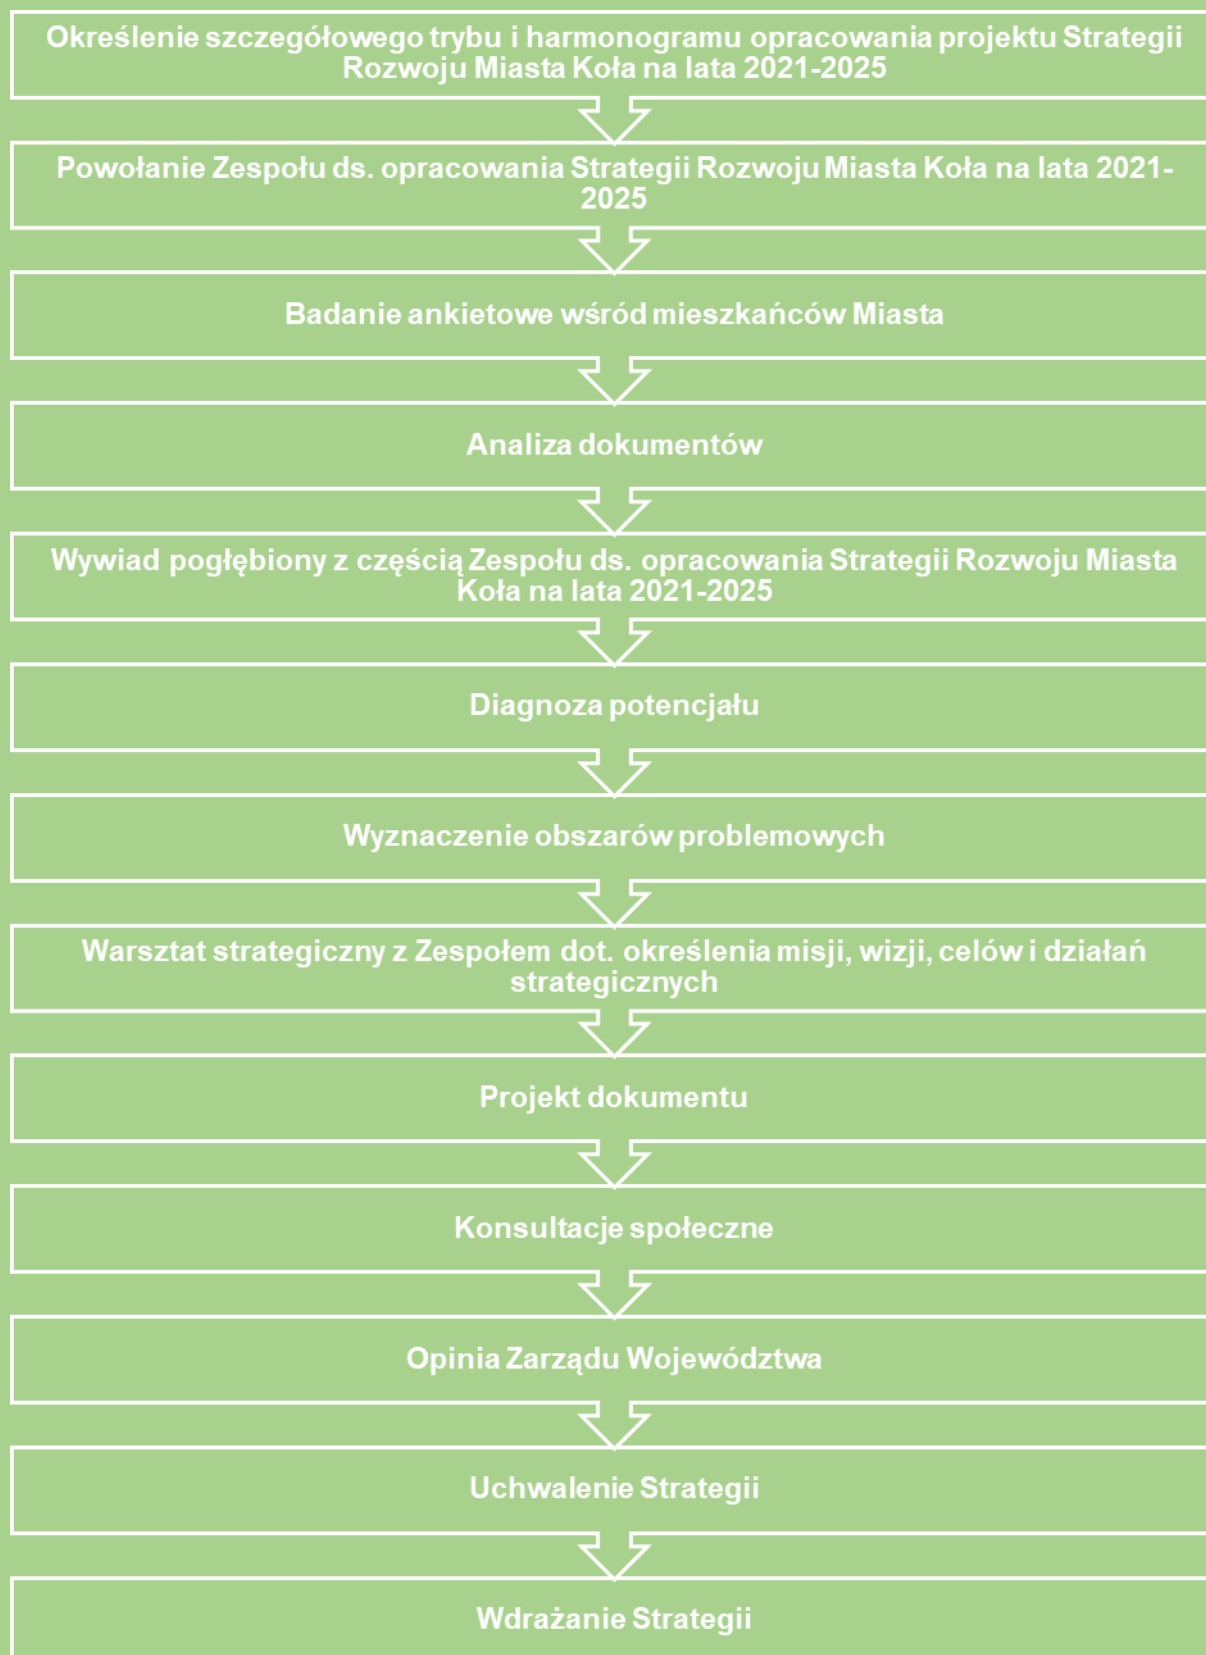 Określenie szczegółowego trybu i harmonogramu opracowania projektu Strategii
Rozwoju Miasta Koła na lata 2021-2025
Powołanie Zespołu ds. opracowania Strategii Rozwoju Miasta Koła na lata 2021-
2025
Badanie ankietowe wśród mieszkańców Miasta
Analiza dokumentów
Wywiad pogłębiony z częścią Zespołu ds. opracowania Strategii Rozwoju Miasta
Koła na lata 2021-2025
Diagnoza potencjału
Wyznaczenie obszarów problemowych
Warsztat strategiczny z Zespołem dot. określenia misji, wizji, celów i działań
strategicznych
Projekt dokumentu
Konsultacje społeczne
Opinia Zarządu Województwa
Uchwalenie Strategii
Wdrażanie Strategii